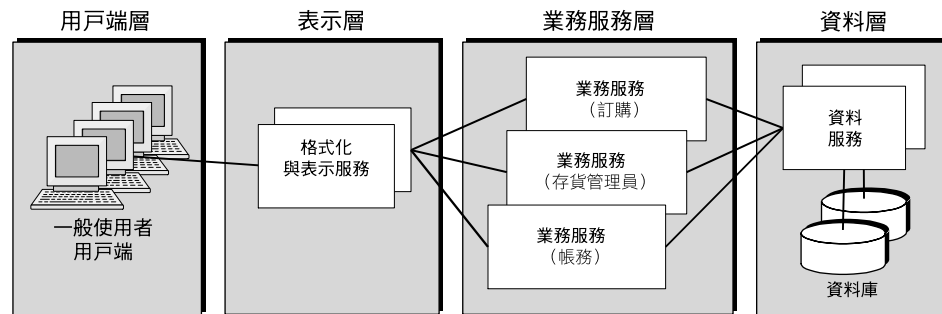 用戶端層
表示層
業務服務層
資料層
一般使用者
用戶端
格式化
與表示服務
業務服務
（訂購）
業務服務
（存貨管理員）
業務服務
（帳務）
資料
服務
資料庫